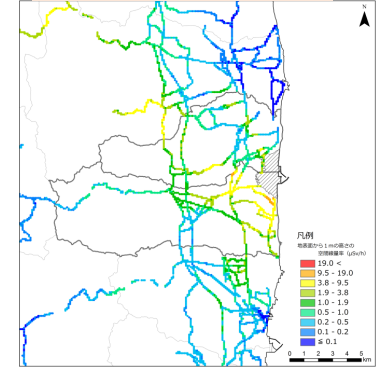 N
凡例
地表面から1mの高さの
空間線量率 (μSv/h)
19.0 <
9.5 - 19.0
3.8 - 9.5
1.9 - 3.8
1.0 - 1.9
0.5 - 1.0
0.2 - 0.5
0.1 - 0.2
≤ 0.1
0 1 2 3 4 5
km